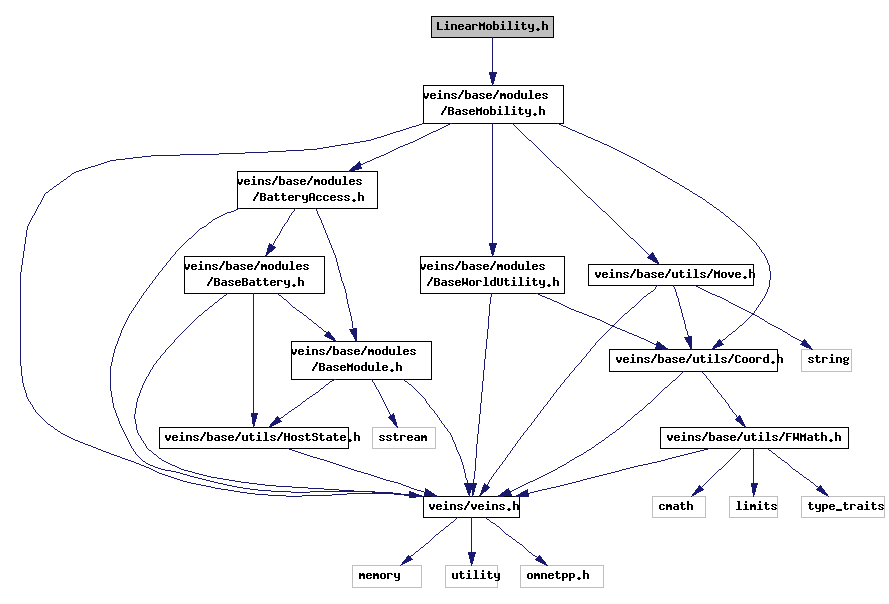 LinearMobility.h
veins/base/modules
/BaseMobility.h
veins/base/modules
/BatteryAccess.h
veins/base/modules
/BaseBattery.h
veins/base/modules
/BaseWorldUtility.h
veins/base/utils/Move.h
veins/base/modules
/BaseModule.h
veins/base/utils/Coord.h
string
veins/base/utils/HostState.h
sstream
veins/base/utils/FWMath.h
veins/veins.h
cmath
limits
type_traits
memory
utility
omnetpp.h